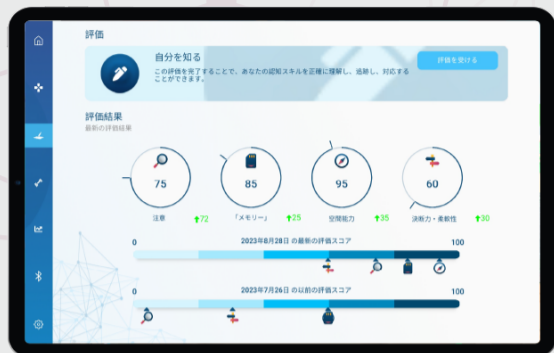 評価
自分を知る
この評価を完了することで、あなたの認知スキルを正確に理解し、追跡し、対応する
ことができます。
評価を受ける
評価結果
最新の評価結果
75
85
95
60
注意
↑72
「メモリー」
↑25
空間能力
↑35
決断力・柔軟性
↑30
0
2023年8月28日 の最新の評価スコア
100
0
2023年7月26日 の以前の評価スコア
100